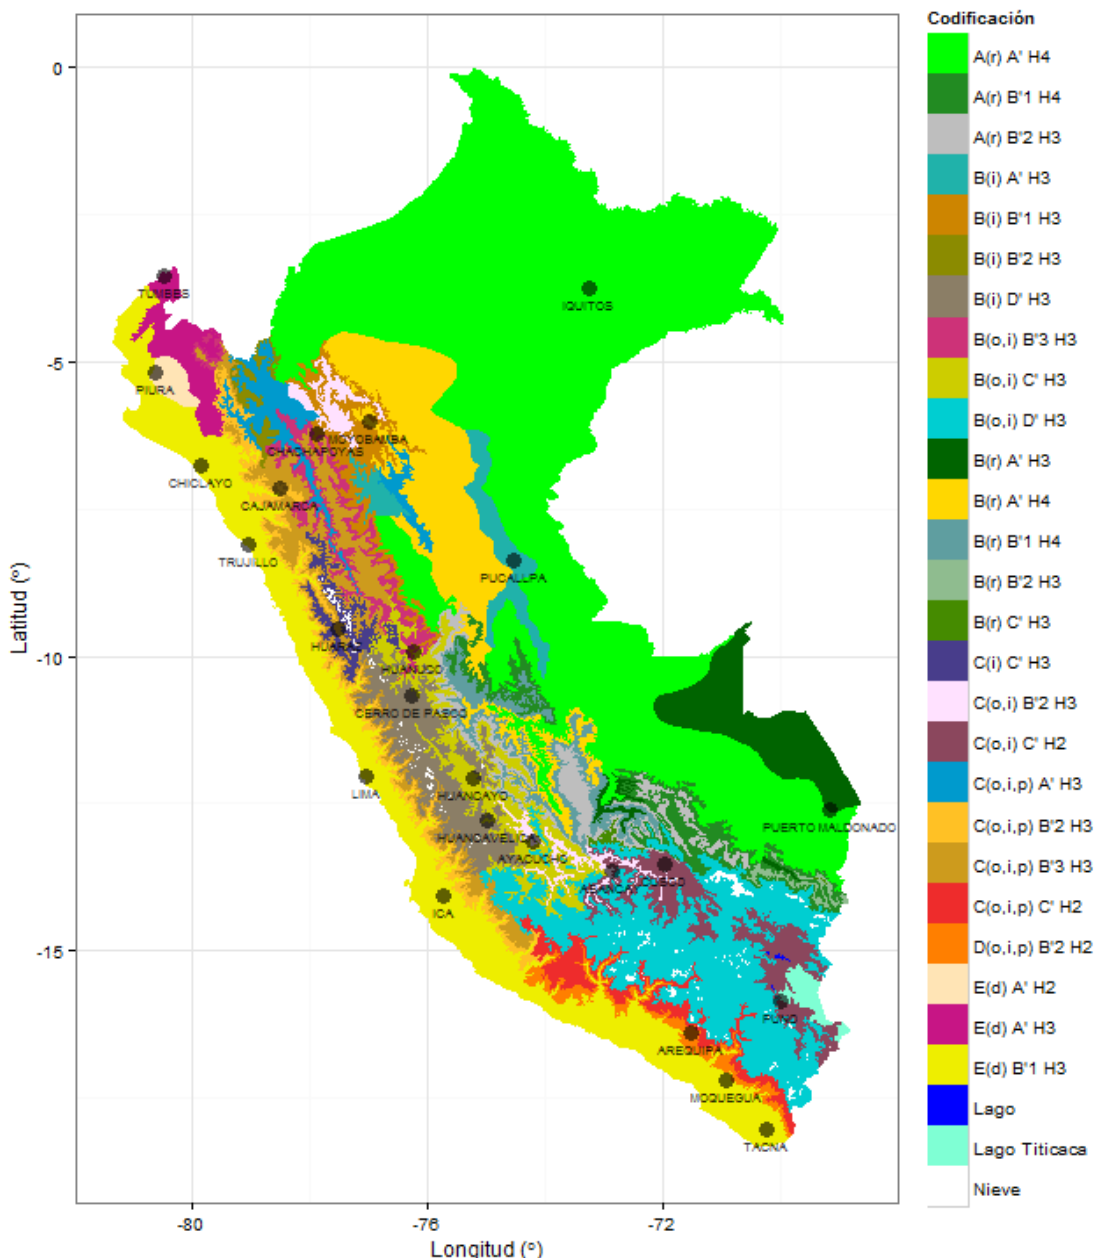 Codificación
A(r) A' H4
A(r) B'1 H4
A(r) B'2 H3
B(i) A' H3
B(i) B'1 H3
B(i) B'2 H3
B(i) D' H3
B(o,i) B'3 H3
B(o,i) C' H3
B(o,i) D' H3
B(r) A' H3
B(r) A' H4
B(r) B'1 H4
B(r) B'2 H3
B(r) C' H3
C(i) C' H3
C(o,i) B'2 H3
C(o,i) C' H2
C(o,i,p) A' H3
C(o,i,p) B'2 H3
C(o,i,p) B'3 H3
C(o,i,p) C' H2
D(o,i,p) B'2 H2
E(d) A' H2
E(d) A' H3
E(d) B'1 H3
Lago
Lago Titicaca
Nieve
0
-5
-10
-15
Latitud (°)
TUMBES
IQUITOS
PIURA
MOYOBAMBA
CHACHAPOYAS
CHICLAYO
CAJAMARCA
TRUJILLO
PUCALLPA
HUARAZ
HUANUCO
CERRO DE PASCO
LIMA
HUANCAYO
HUANCAVELICA
PUERTO MALDONADO
AYACUCHO
ABANCAY
CUSCO
ICA
PUNO
AREQUIPA
MOQUEGUA
TACNA
-80
-76
-72
Longitud (°)